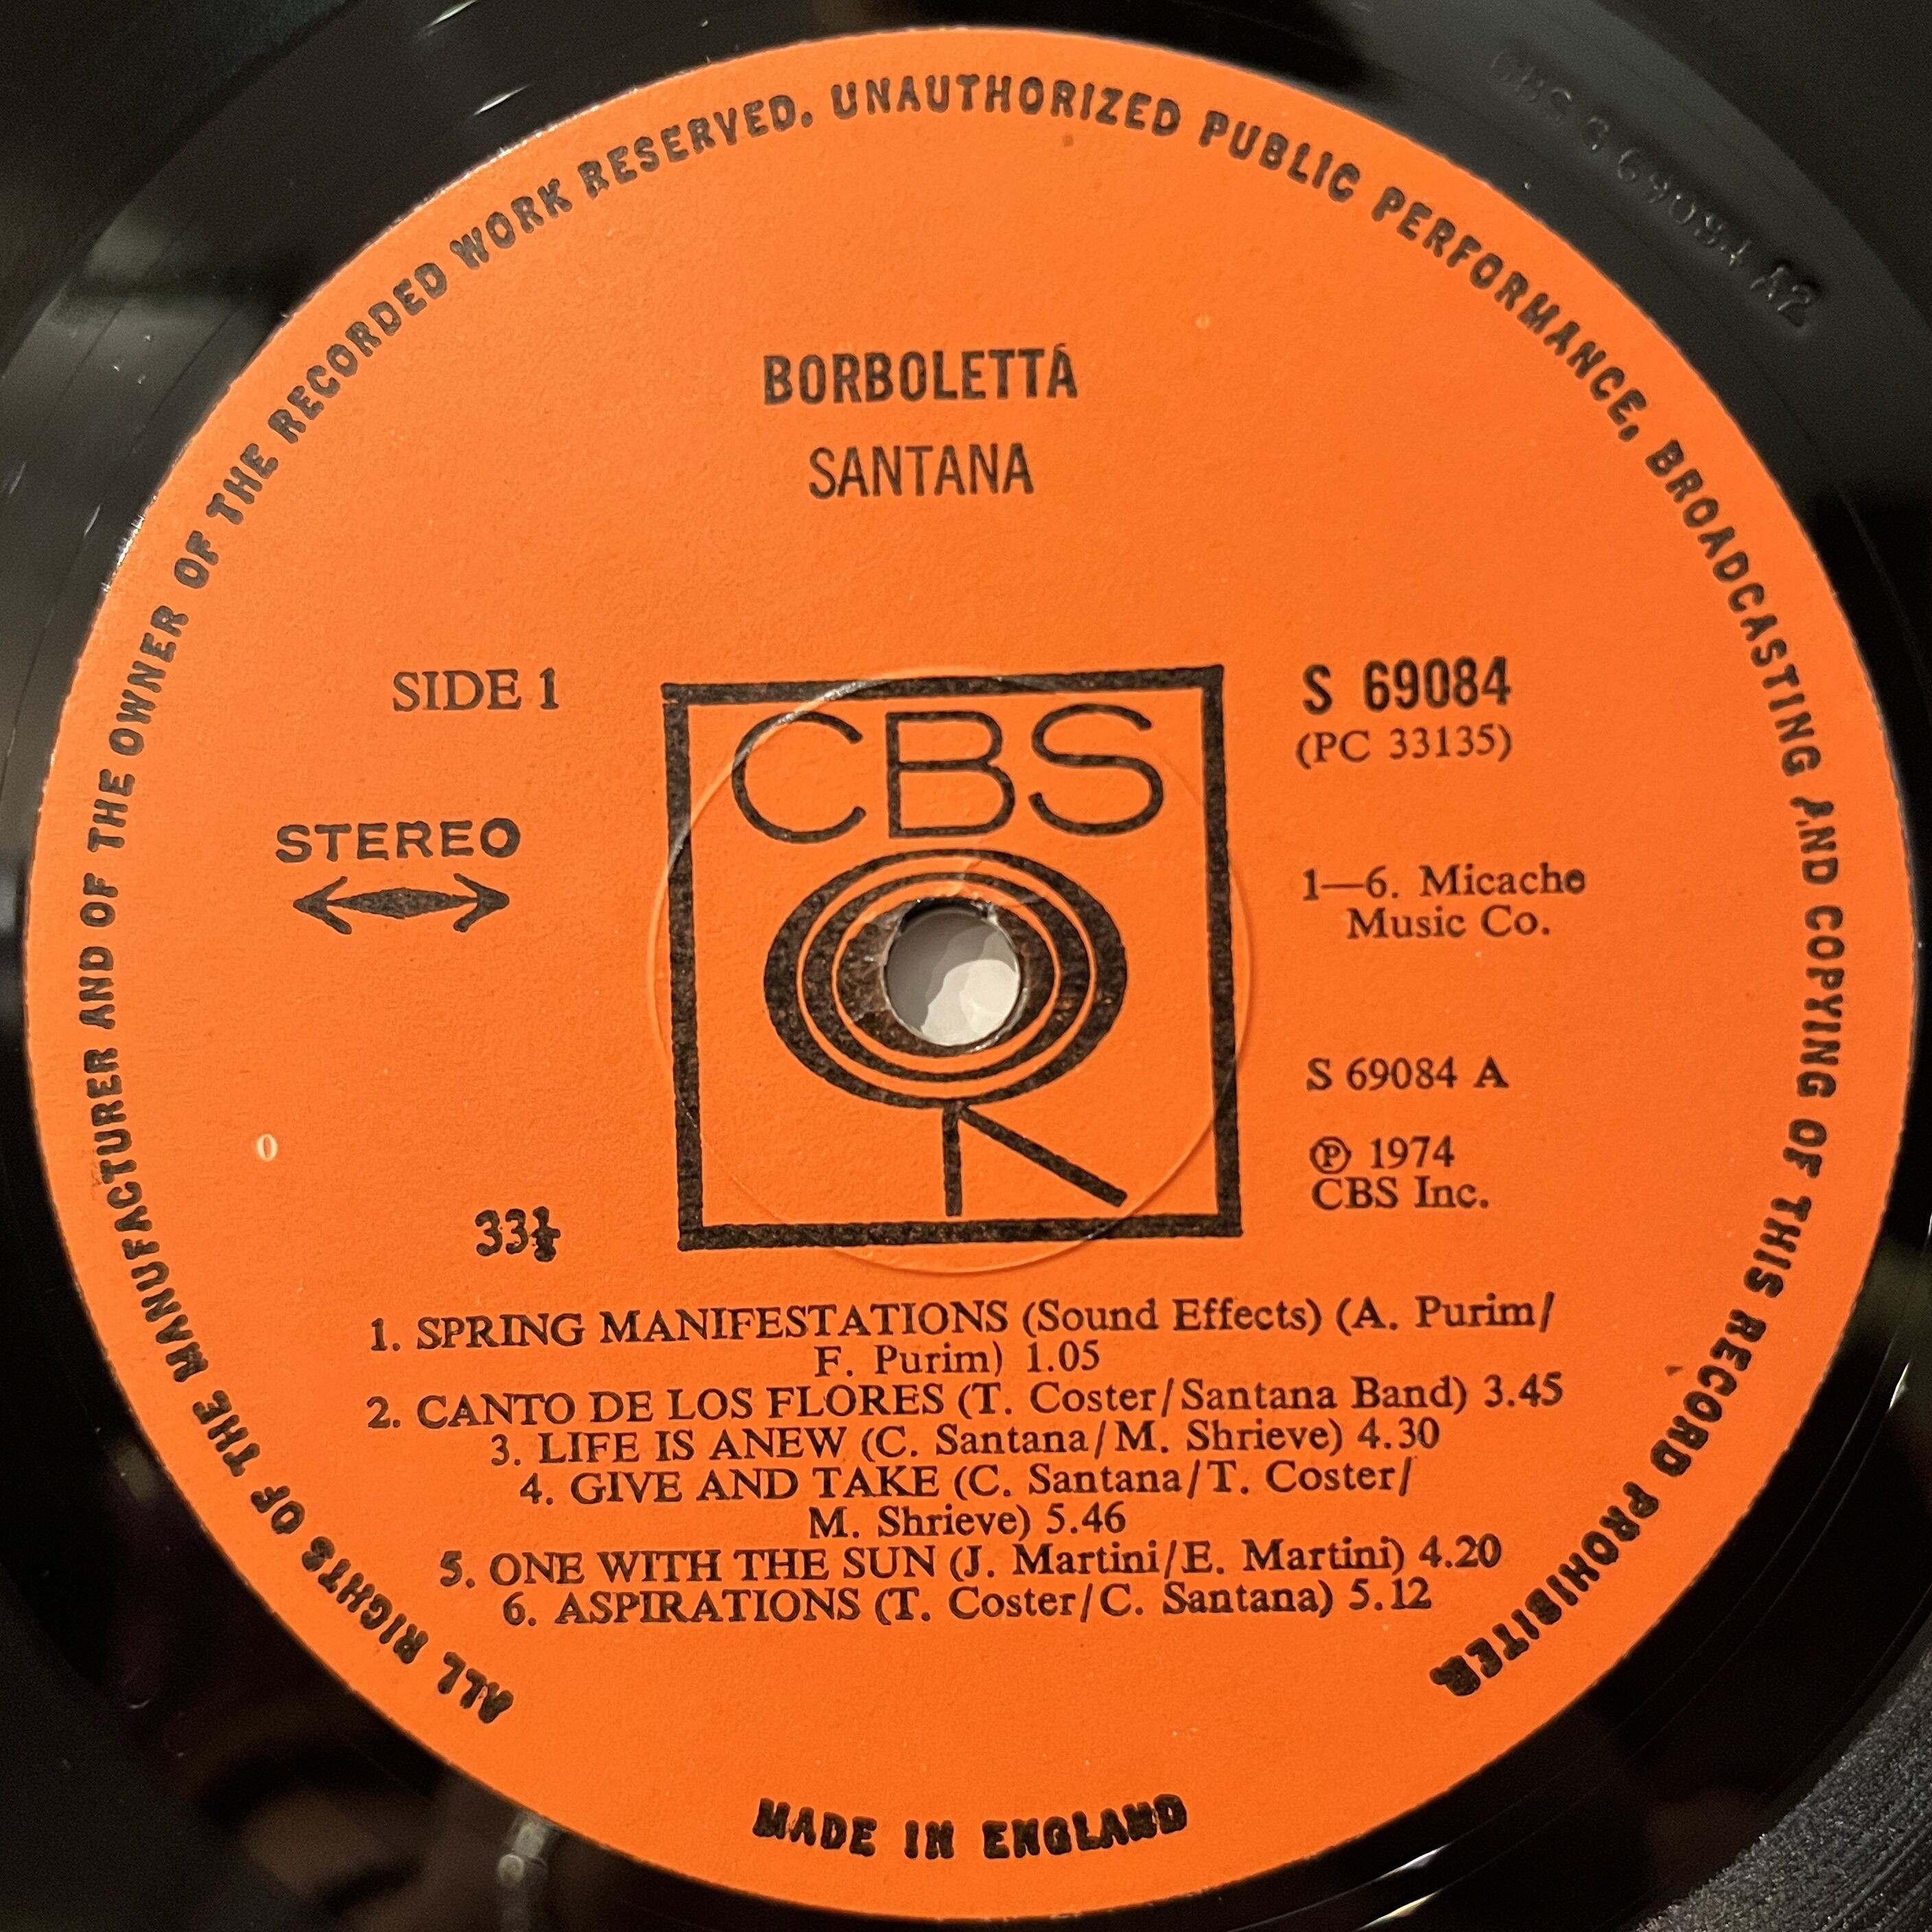 ALL RIGHTS OF THE MANUFACTURER AND OF THE OWNER OF THE RECORDED WORK RESERVED. UNAUTHORIZED PUBLIC PERFORMANCE, BROADCASTING AND COPYING OF THIS RECORD PROHIBITED
CBS S 69084 A2
BORBOLETTÁ
SANTANA
SIDE 1
STEREO
33⅓
CBS
S 69084
(PC 33135)
1—6. Micache
Music Co.
S 69084 A
℗ 1974
CBS Inc.
1. SPRING MANIFESTATIONS (Sound Effects) (A. Purim/
F. Purim) 1.05
2. CANTO DE LOS FLORES (T. Coster/Santana Band) 3.45
3. LIFE IS ANEW (C. Santana/M. Shrieve) 4.30
4. GIVE AND TAKE (C. Santana/T. Coster/
M. Shrieve) 5.46
5. ONE WITH THE SUN (J. Martini/E. Martini) 4.20
6. ASPIRATIONS (T. Coster/C. Santana) 5.12
MADE IN ENGLAND